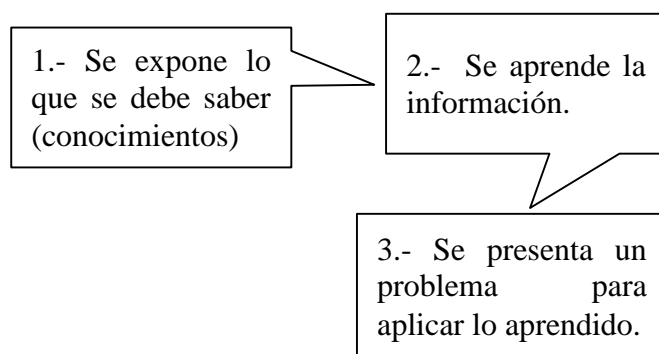 1.- Se expone lo
que se debe saber
(conocimientos)
2.- Se aprende la
información.
3.- Se presenta un
problema para
aplicar lo aprendido.